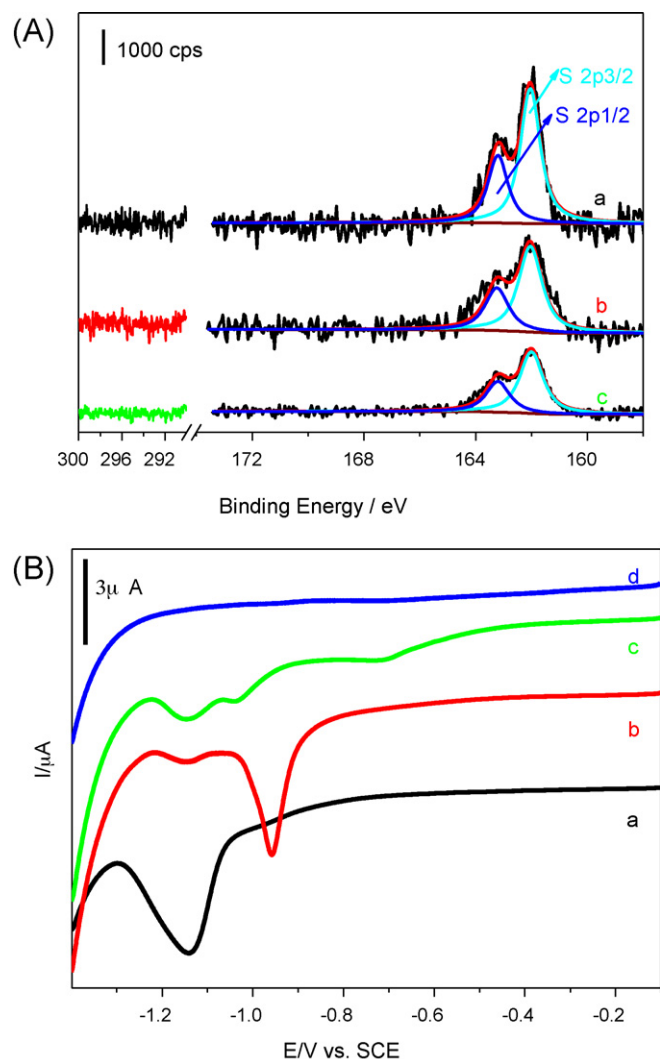 (A)
1000 cps
S 2p3/2
S 2p1/2
a
b
c
300 296 292 172 168 164 160
Binding Energy / eV
(B)
3μ A
d
c
b
a
I/μA
-1.2 -1.0 -0.8 -0.6 -0.4 -0.2
E/V vs. SCE